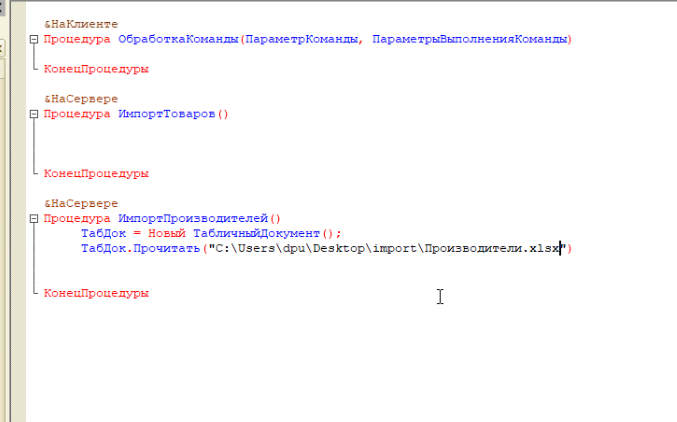 &НаКлиенте
Процедура ОбработкаКоманды(ПараметрКоманды, ПараметрыВыполненияКоманды)
КонецПроцедуры
&НаСервере
Процедура ИмпортТоваров()
КонецПроцедуры
&НаСервере
Процедура ИмпортПроизводителей()
ТабДок = Новый ТабличныйДокумент();
ТабДок.Прочитать("C:\Users\dpu\Desktop\import\Производители.xlsx")
КонецПроцедуры